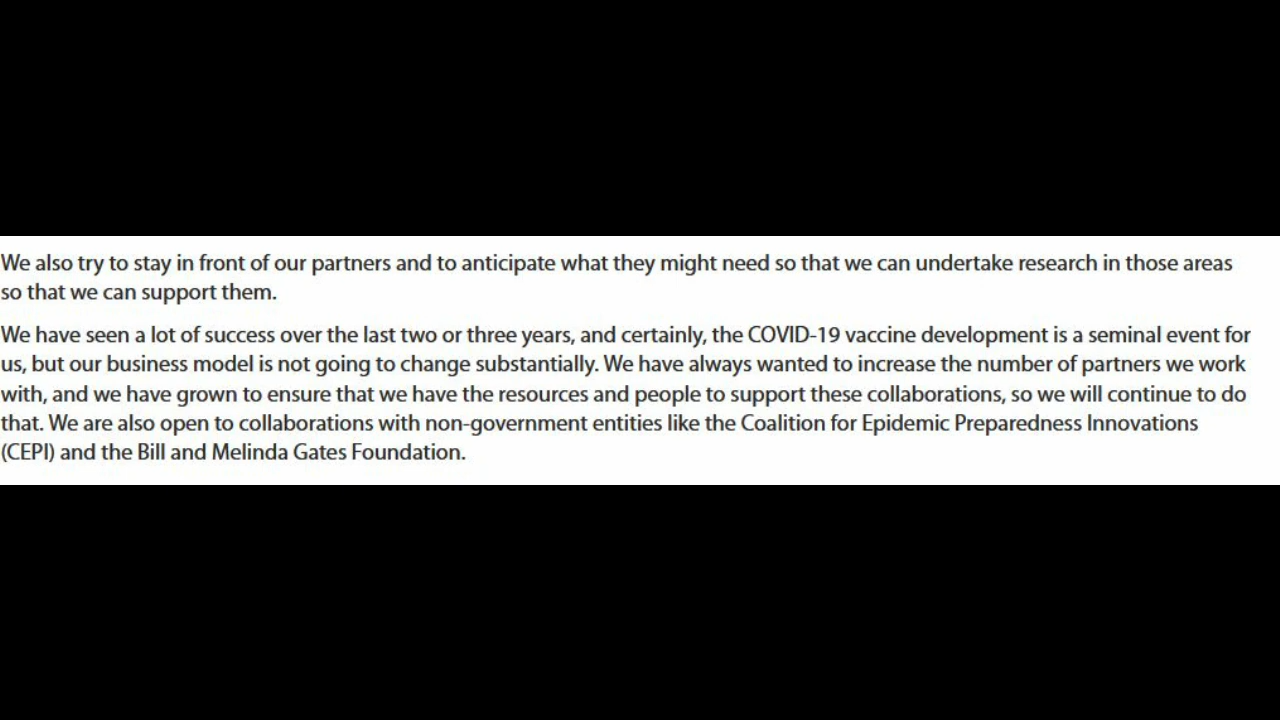 We also try to stay in front of our partners and to anticipate what they might need so that we can undertake research in those areas
so that we can support them.
We have seen a lot of success over the last two or three years, and certainly, the COVID-19 vaccine development is a seminal event for
us, but our business model is not going to change substantially. We have always wanted to increase the number of partners we work
with, and we have grown to ensure that we have the resources and people to support these collaborations, so we will continue to do
that. We are also open to collaborations with non-government entities like the Coalition for Epidemic Preparedness Innovations
(CEPI) and the Bill and Melinda Gates Foundation.